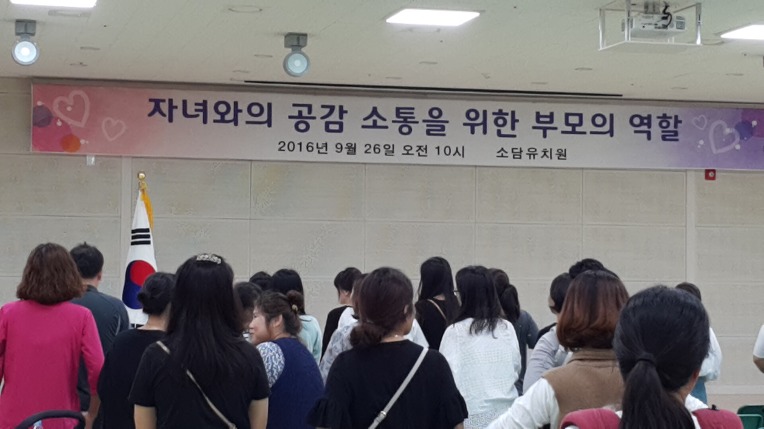 자녀와의 공감 소통을 위한 부모의 역할
2016년 9월 26일 오전 10시 소담유치원